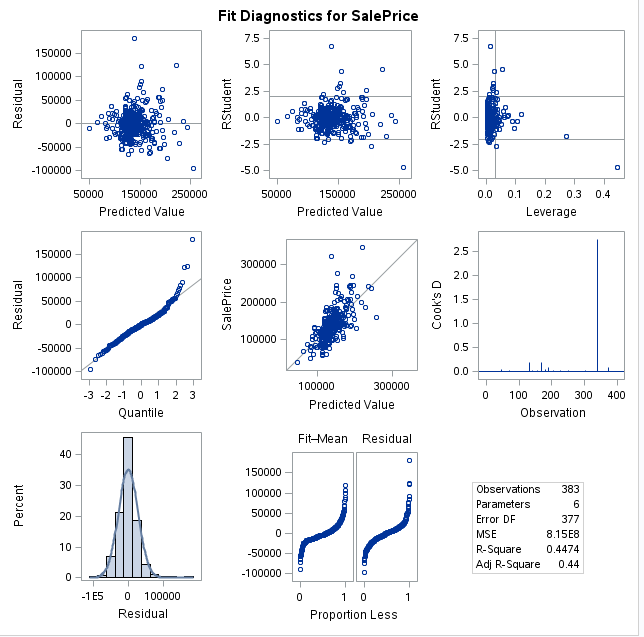 Fit Diagnostics for SalePrice
150000
100000
50000
0
-50000
-100000
Residual
50000 150000 250000
Predicted Value
7.5
5.0
2.5
0.0
-2.5
-5.0
RStudent
50000 150000 250000
Predicted Value
7.5
5.0
2.5
0.0
-2.5
-5.0
RStudent
0.0 0.1 0.2 0.3 0.4
Leverage
150000
100000
50000
0
-50000
-100000
Residual
-3 -2 -1 0 1 2 3
Quantile
300000
200000
100000
SalePrice
100000 300000
Predicted Value
2.5
2.0
1.5
1.0
0.5
0.0
Cook's D
0 100 200 300 400
Observation
40
30
20
10
0
Percent
-1E5 0 100000
Residual
Fit–Mean Residual
150000
100000
50000
0
-50000
-100000
0 1 0 1
Proportion Less
Observations 383
Parameters 6
Error DF 377
MSE 8.15E8
R-Square 0.4474
Adj R-Square 0.44